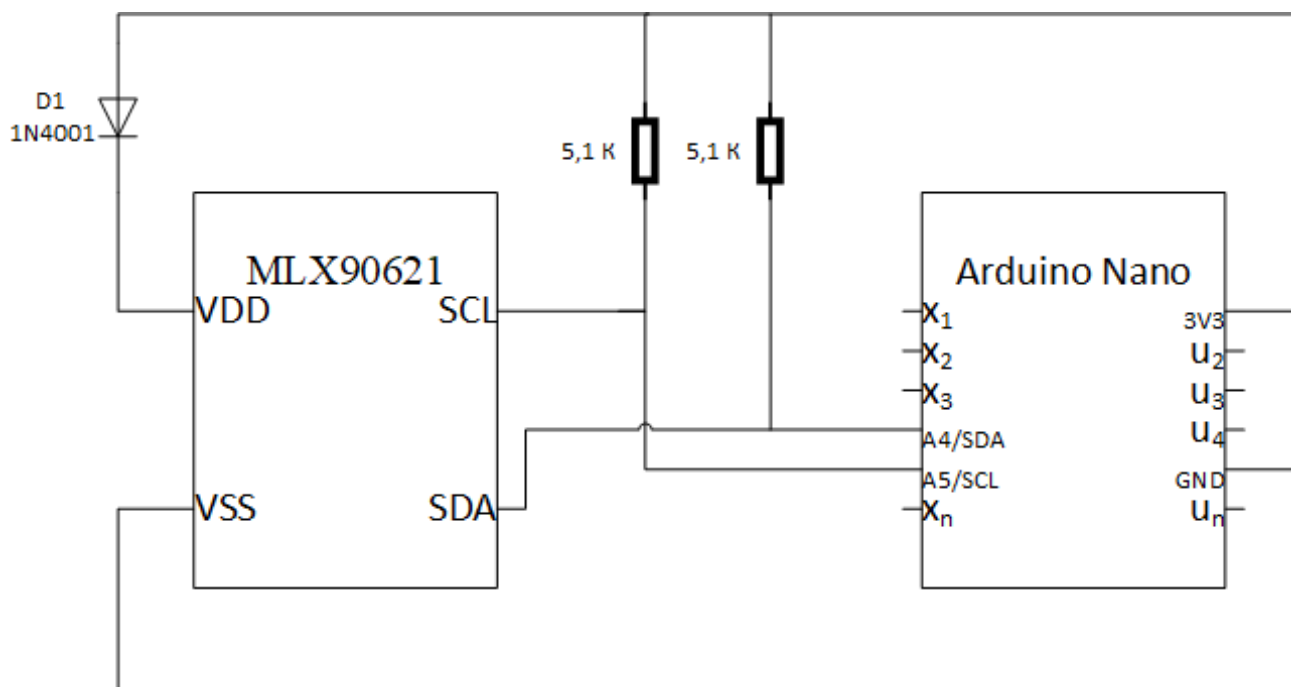 D1
1N4001
5,1 K
5,1 K
MLX90621
VDD
SCL
VSS
SDA
Arduino Nano
x1
x2
x3
A4/SDA
A5/SCL
xn
3V3
u2
u3
u4
GND
un